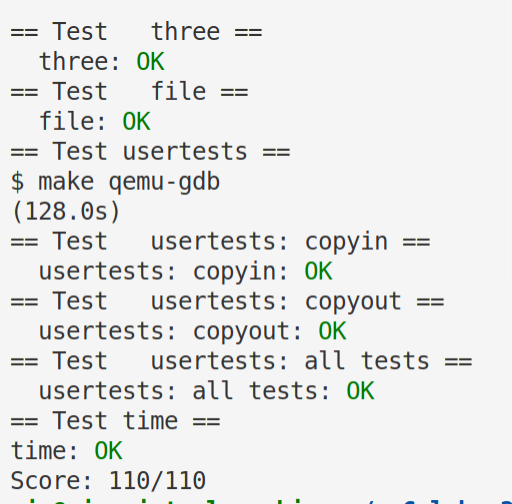 == Test   three ==
  three: OK
== Test   file ==
  file: OK
== Test usertests ==
$ make qemu-gdb
(128.0s)
== Test   usertests: copyin ==
  usertests: copyin: OK
== Test   usertests: copyout ==
  usertests: copyout: OK
== Test   usertests: all tests ==
  usertests: all tests: OK
== Test time ==
time: OK
Score: 110/110